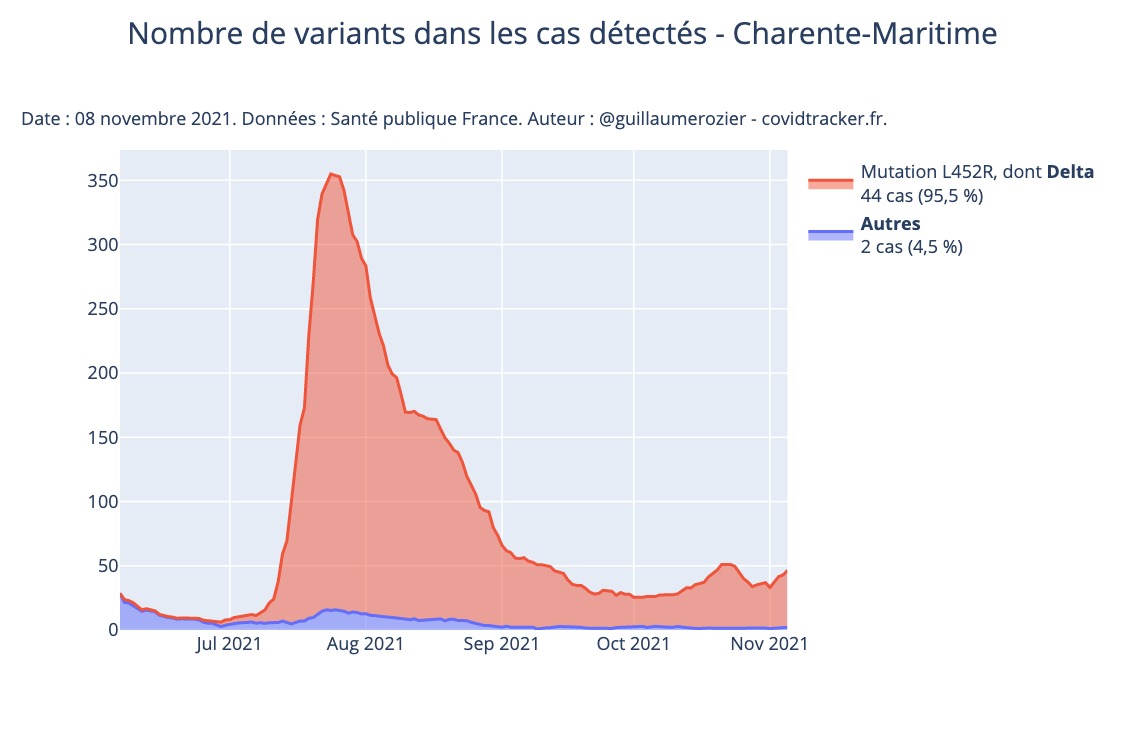 Nombre de variants dans les cas détectés - Charente-Maritime
Date : 08 novembre 2021. Données : Santé publique France. Auteur : @guillaumerozier - covidtracker.fr.
350
300
250
200
150
100
50
0
Jul 2021
Aug 2021
Sep 2021
Oct 2021
Nov 2021
Mutation L452R, dont Delta
44 cas (95,5 %)
Autres
2 cas (4,5 %)